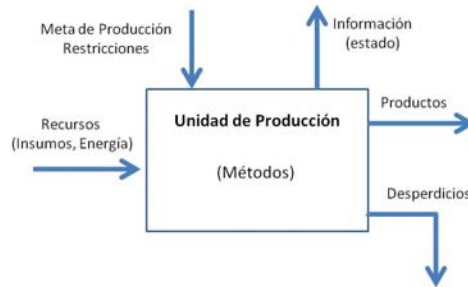 Meta de Producción
Restricciones
Información
(estado)
Recursos
(Insumos, Energía)
Unidad de Producción
(Métodos)
Productos
Desperdicios